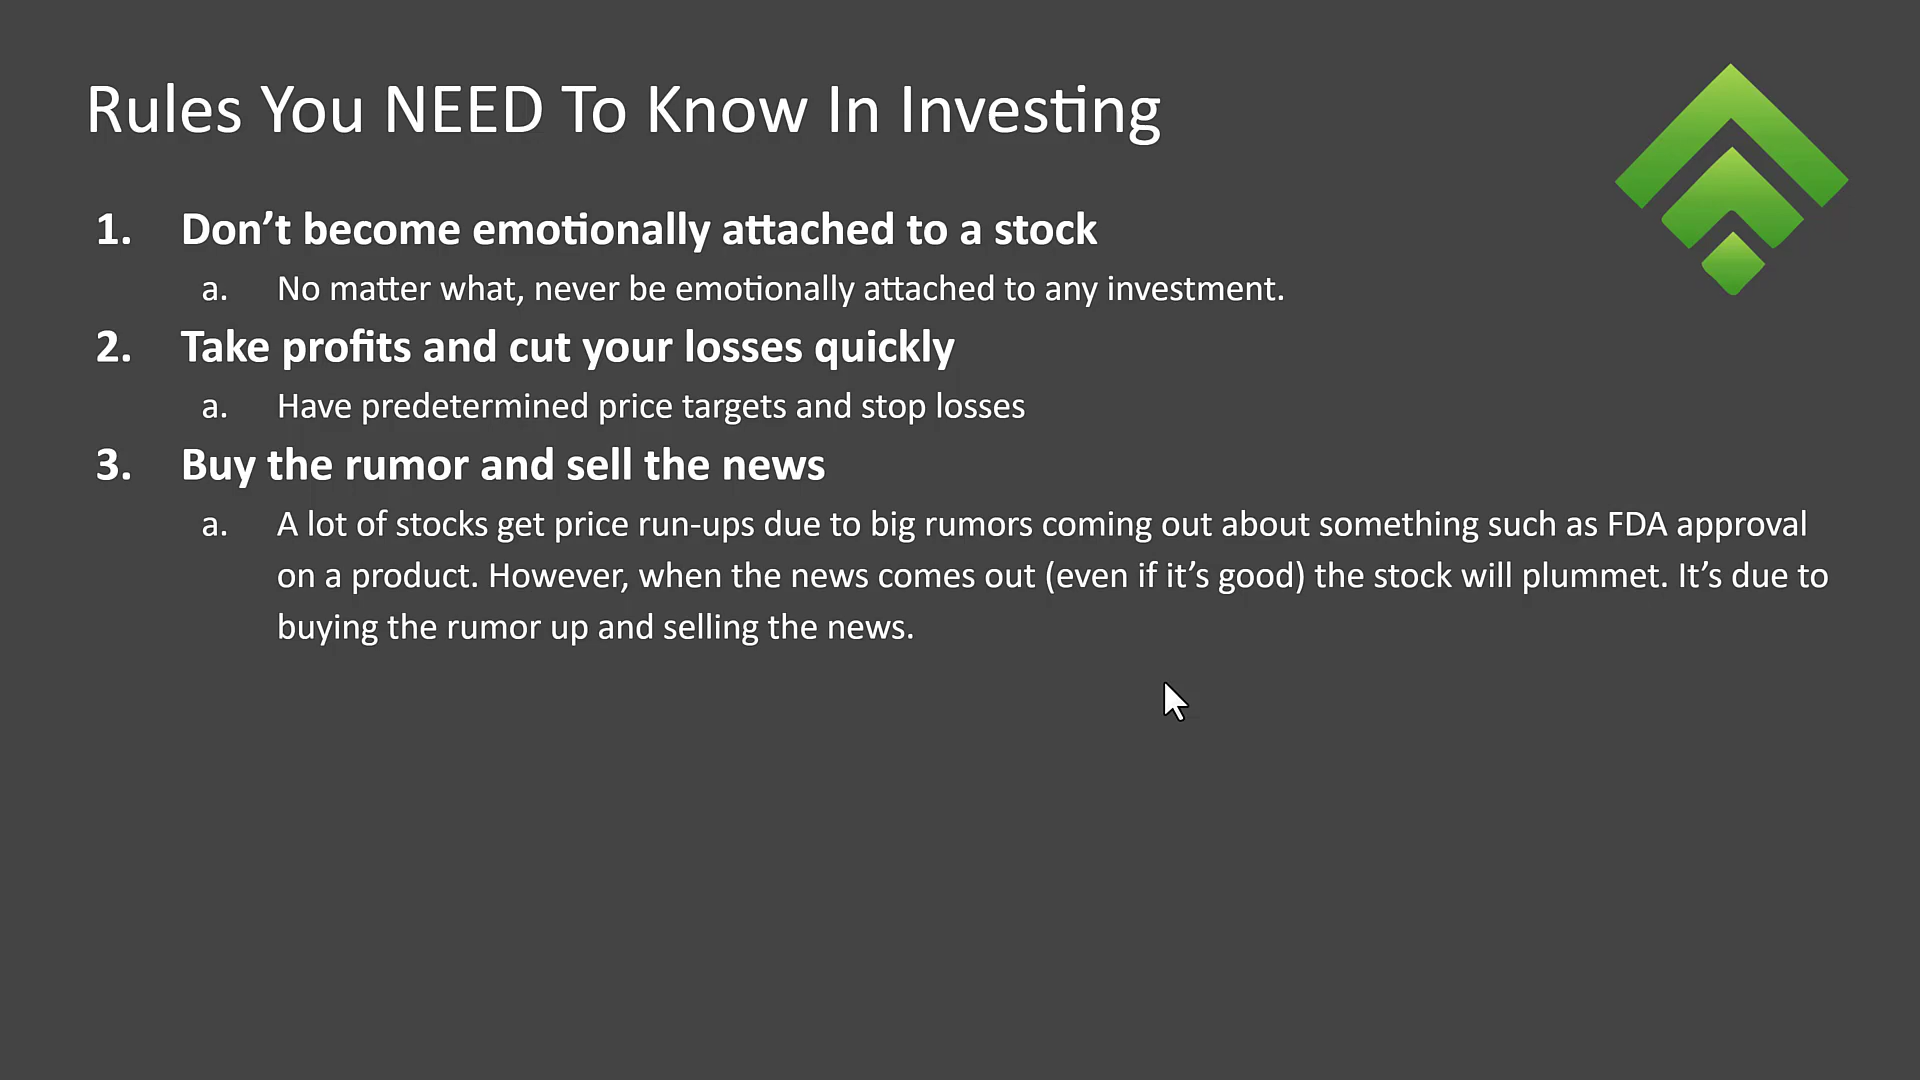 Rules You NEED To Know In Investing
1. Don’t become emotionally attached to a stock
a. No matter what, never be emotionally attached to any investment.
2. Take profits and cut your losses quickly
a. Have predetermined price targets and stop losses
3. Buy the rumor and sell the news
a. A lot of stocks get price run-ups due to big rumors coming out about something such as FDA approval
on a product. However, when the news comes out (even if it’s good) the stock will plummet. It’s due to
buying the rumor up and selling the news.